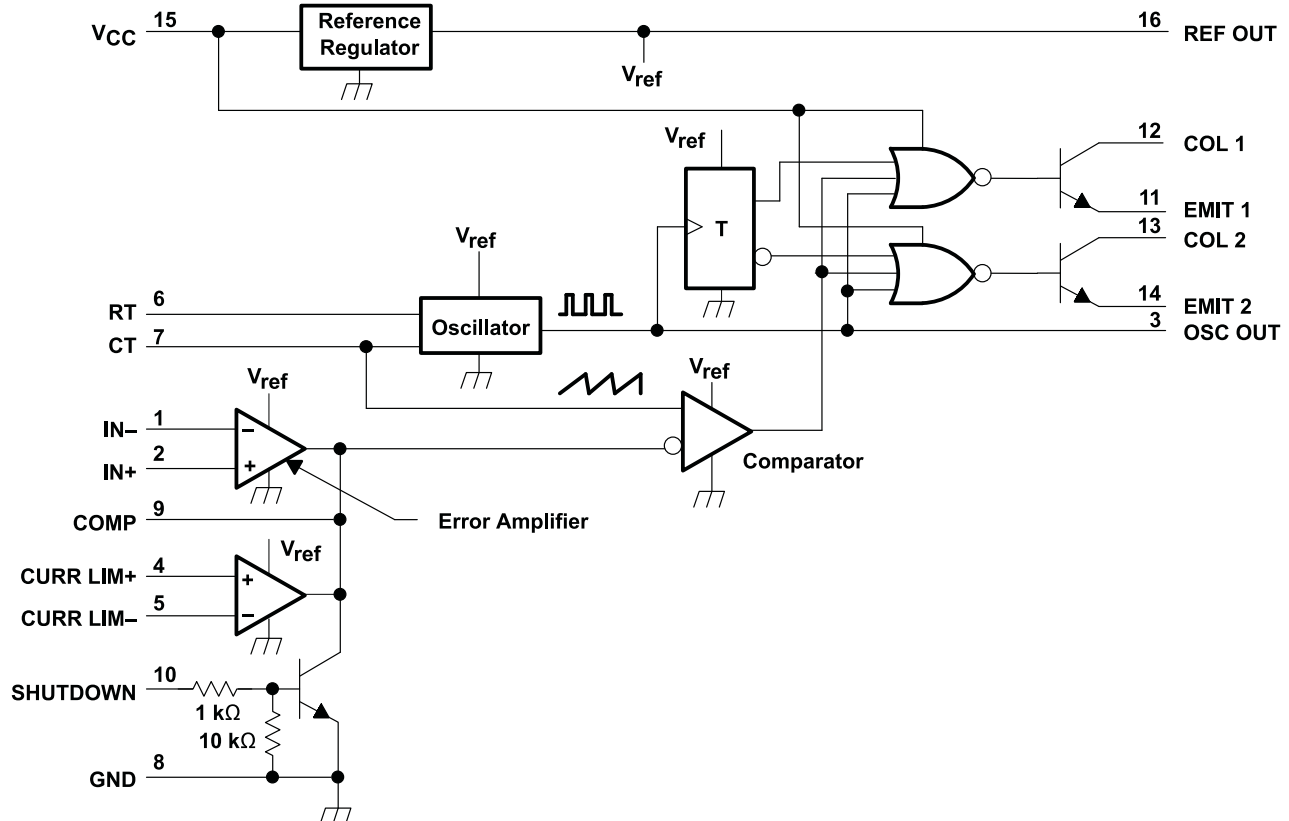 VCC 15
Reference
Regulator
16 REF OUT
Vref
Vref
12 COL 1
T
11 EMIT 1
13 COL 2
Vref
14 EMIT 2
RT 6
Oscillator
3 OSC OUT
CT 7
Vref
Vref
IN– 1
–
IN+ 2
+
Comparator
COMP 9
Error Amplifier
Vref
CURR LIM+ 4
+
CURR LIM– 5
–
SHUTDOWN 10
1 kΩ
10 kΩ
GND 8